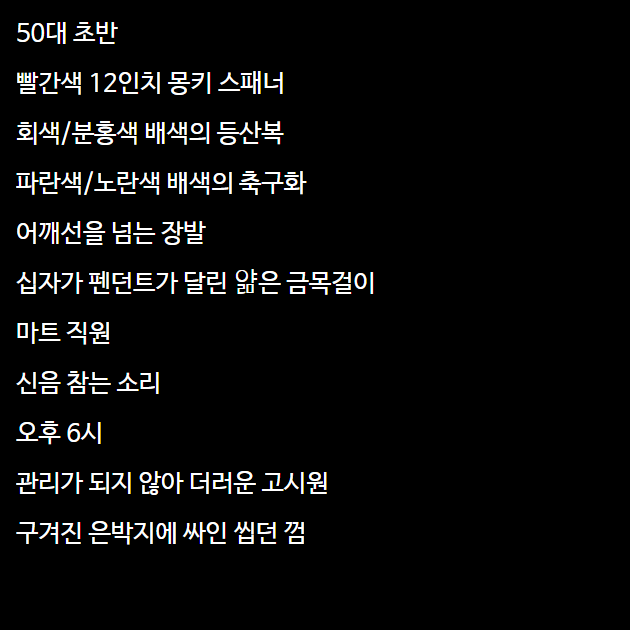 50대 초반
빨간색 12인치 몽키 스패너
회색/분홍색 배색의 등산복
파란색/노란색 배색의 축구화
어깨선을 넘는 장발
십자가 펜던트가 달린 얇은 금목걸이
마트 직원
신음 참는 소리
오후 6시
관리가 되지 않아 더러운 고시원
구겨진 은박지에 싸인 씹던 껌